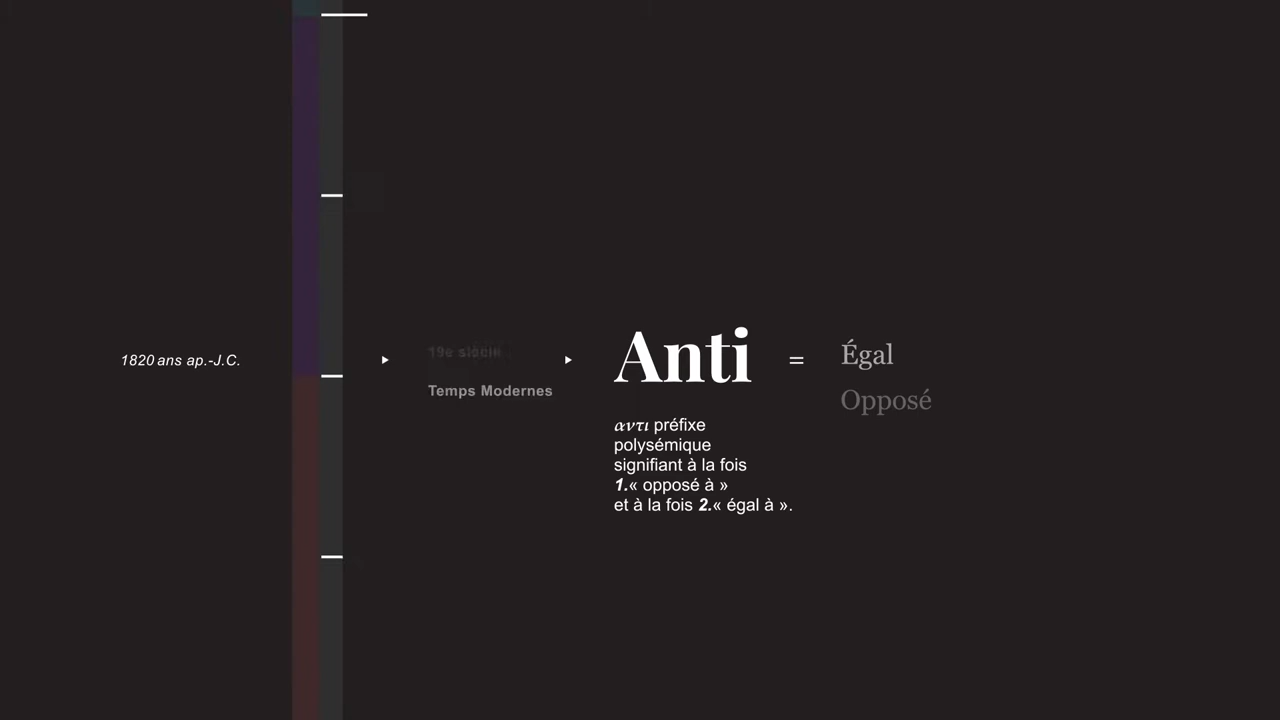 1820 ans ap.-J.C.
19e siècle
Temps Modernes
Anti
=
Égal
Opposé
αντι préfixe
polysémique
signifiant à la fois
1.« opposé à »
et à la fois 2.« égal à ».